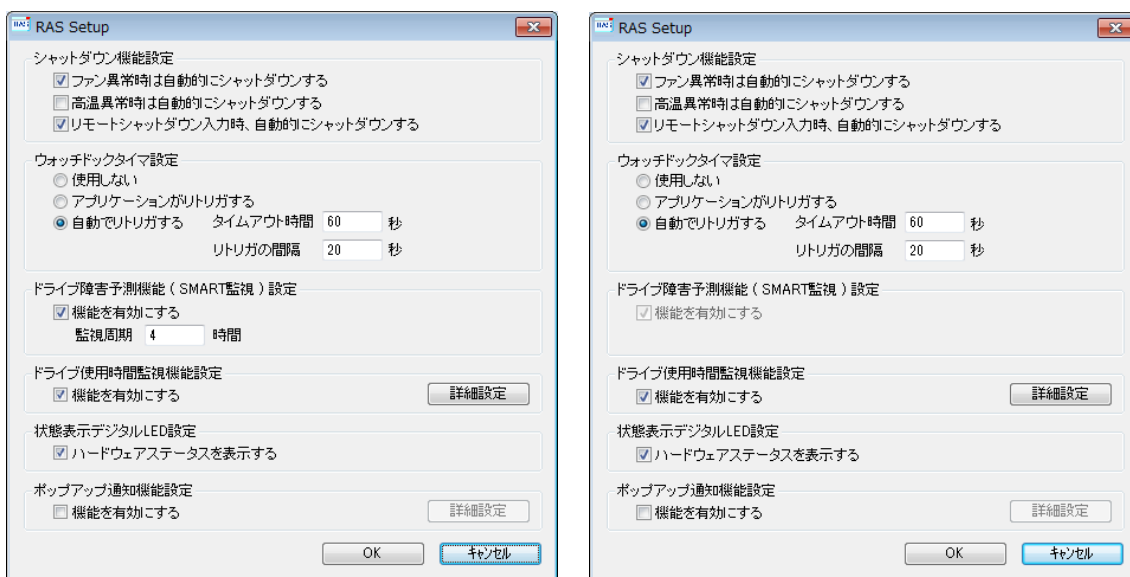 RAS Setup
シャットダウン機能設定
ファン異常時は自動的にシャットダウンする
高温異常時は自動的にシャットダウンする
リモートシャットダウン入力時、自動的にシャットダウンする
ウォッチドックタイマ設定
使用しない
アプリケーションがリトリガする
自動でリトリガする タイムアウト時間 60 秒
リトリガの間隔 20 秒
ドライブ障害予測機能 ( SMART監視 ) 設定
機能を有効にする
監視周期 4 時間
ドライブ使用時間監視機能設定
機能を有効にする 詳細設定
状態表示デジタルLED設定
ハードウェアステータスを表示する
ポップアップ通知機能設定
機能を有効にする 詳細設定
OK キャンセル
RAS Setup
シャットダウン機能設定
ファン異常時は自動的にシャットダウンする
高温異常時は自動的にシャットダウンする
リモートシャットダウン入力時、自動的にシャットダウンする
ウォッチドックタイマ設定
使用しない
アプリケーションがリトリガする
自動でリトリガする タイムアウト時間 60 秒
リトリガの間隔 20 秒
ドライブ障害予測機能 ( SMART監視 ) 設定
機能を有効にする
ドライブ使用時間監視機能設定
機能を有効にする 詳細設定
状態表示デジタルLED設定
ハードウェアステータスを表示する
ポップアップ通知機能設定
機能を有効にする 詳細設定
OK キャンセル